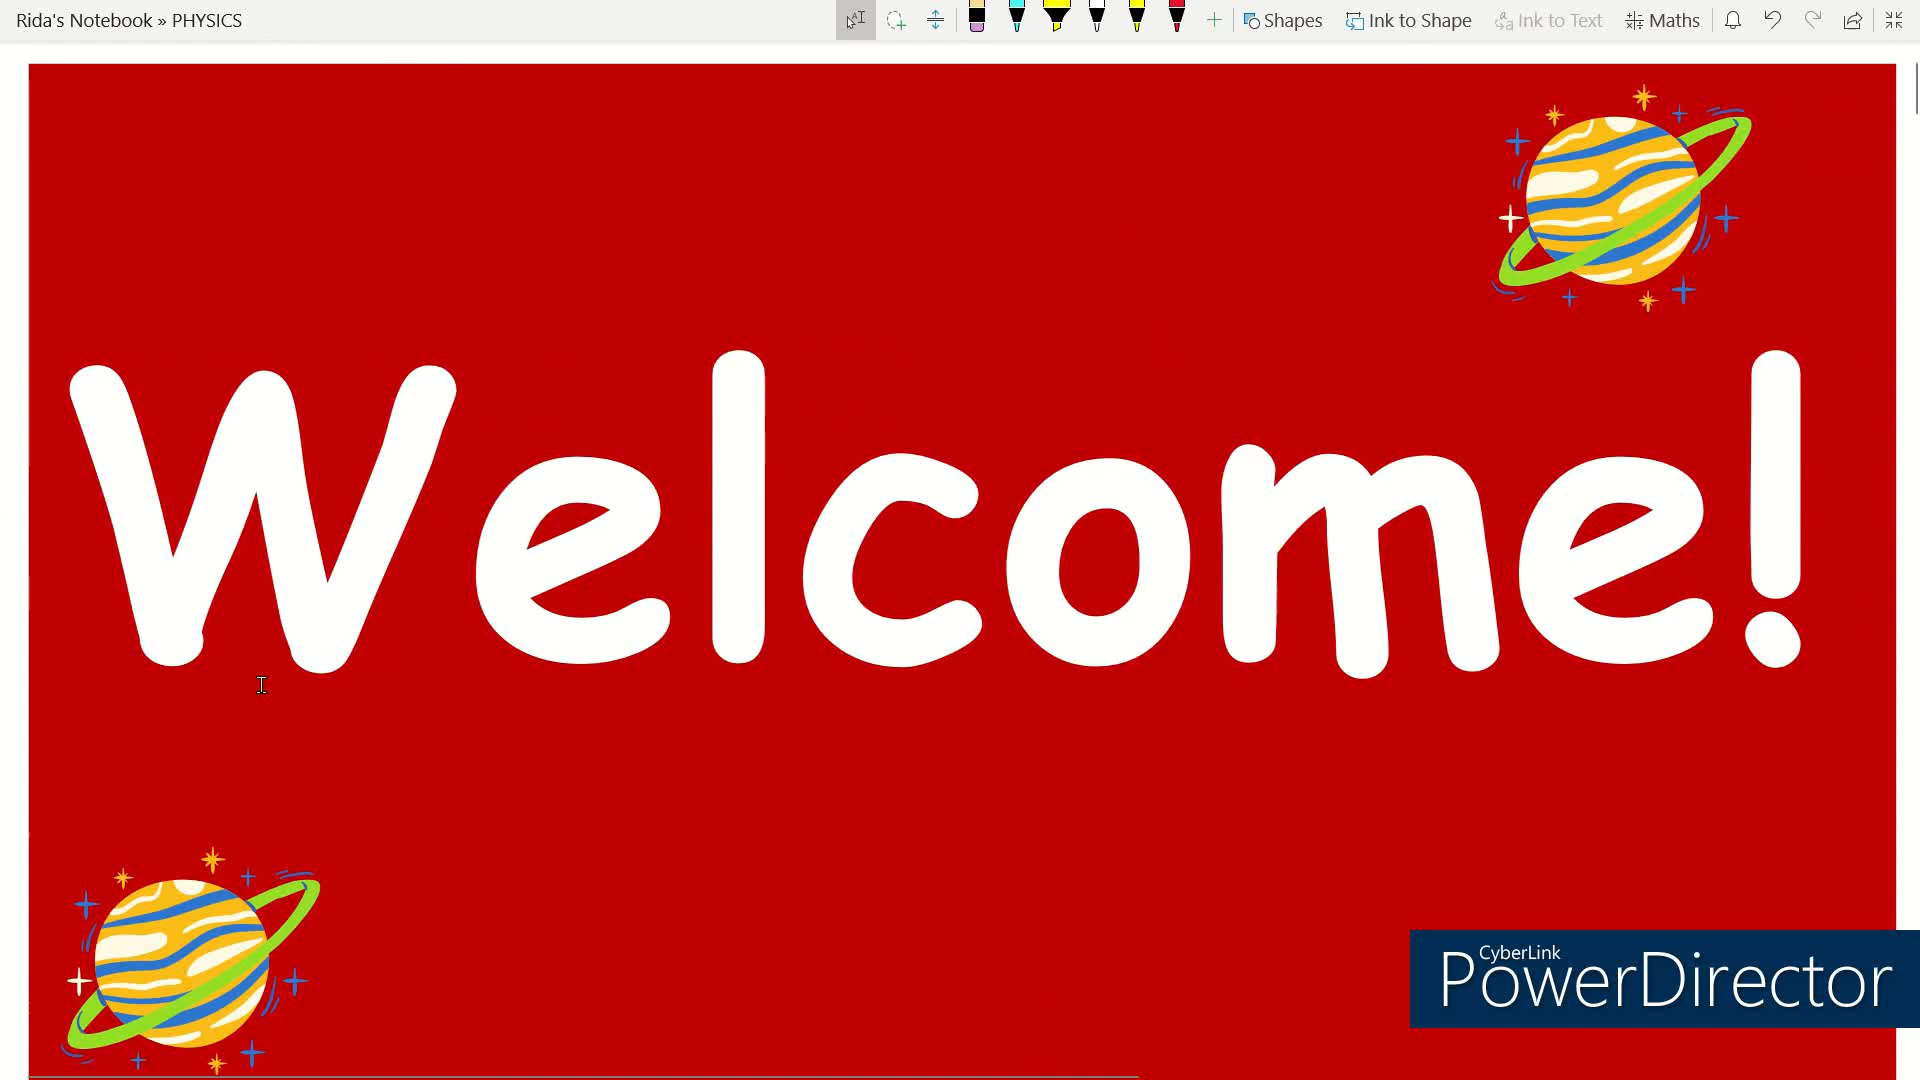 Rida's Notebook » PHYSICS
Shapes
Ink to Shape
Ink to Text
Maths
Welcome!
CyberLink
PowerDirector